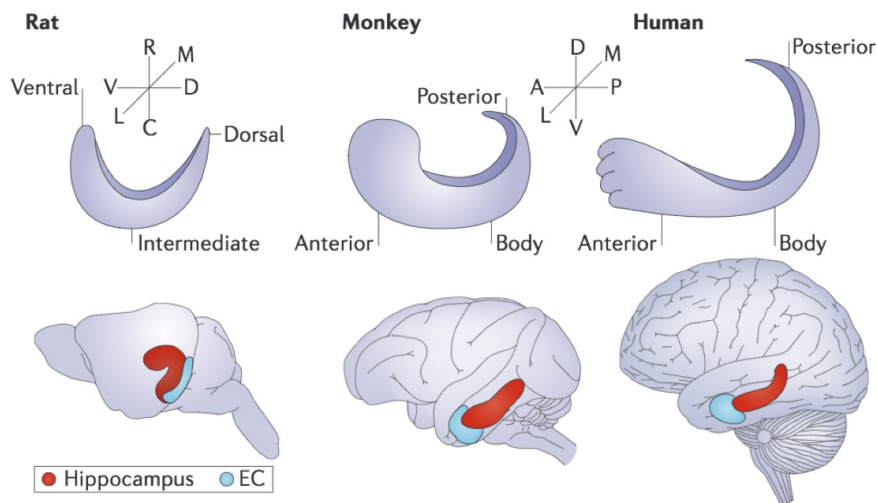 Rat
Monkey
Human
R
M
V
D
L
C
Ventral
Dorsal
Intermediate
D
M
A
P
L
V
Posterior
Anterior
Body
Posterior
Anterior
Body
Hippocampus
EC